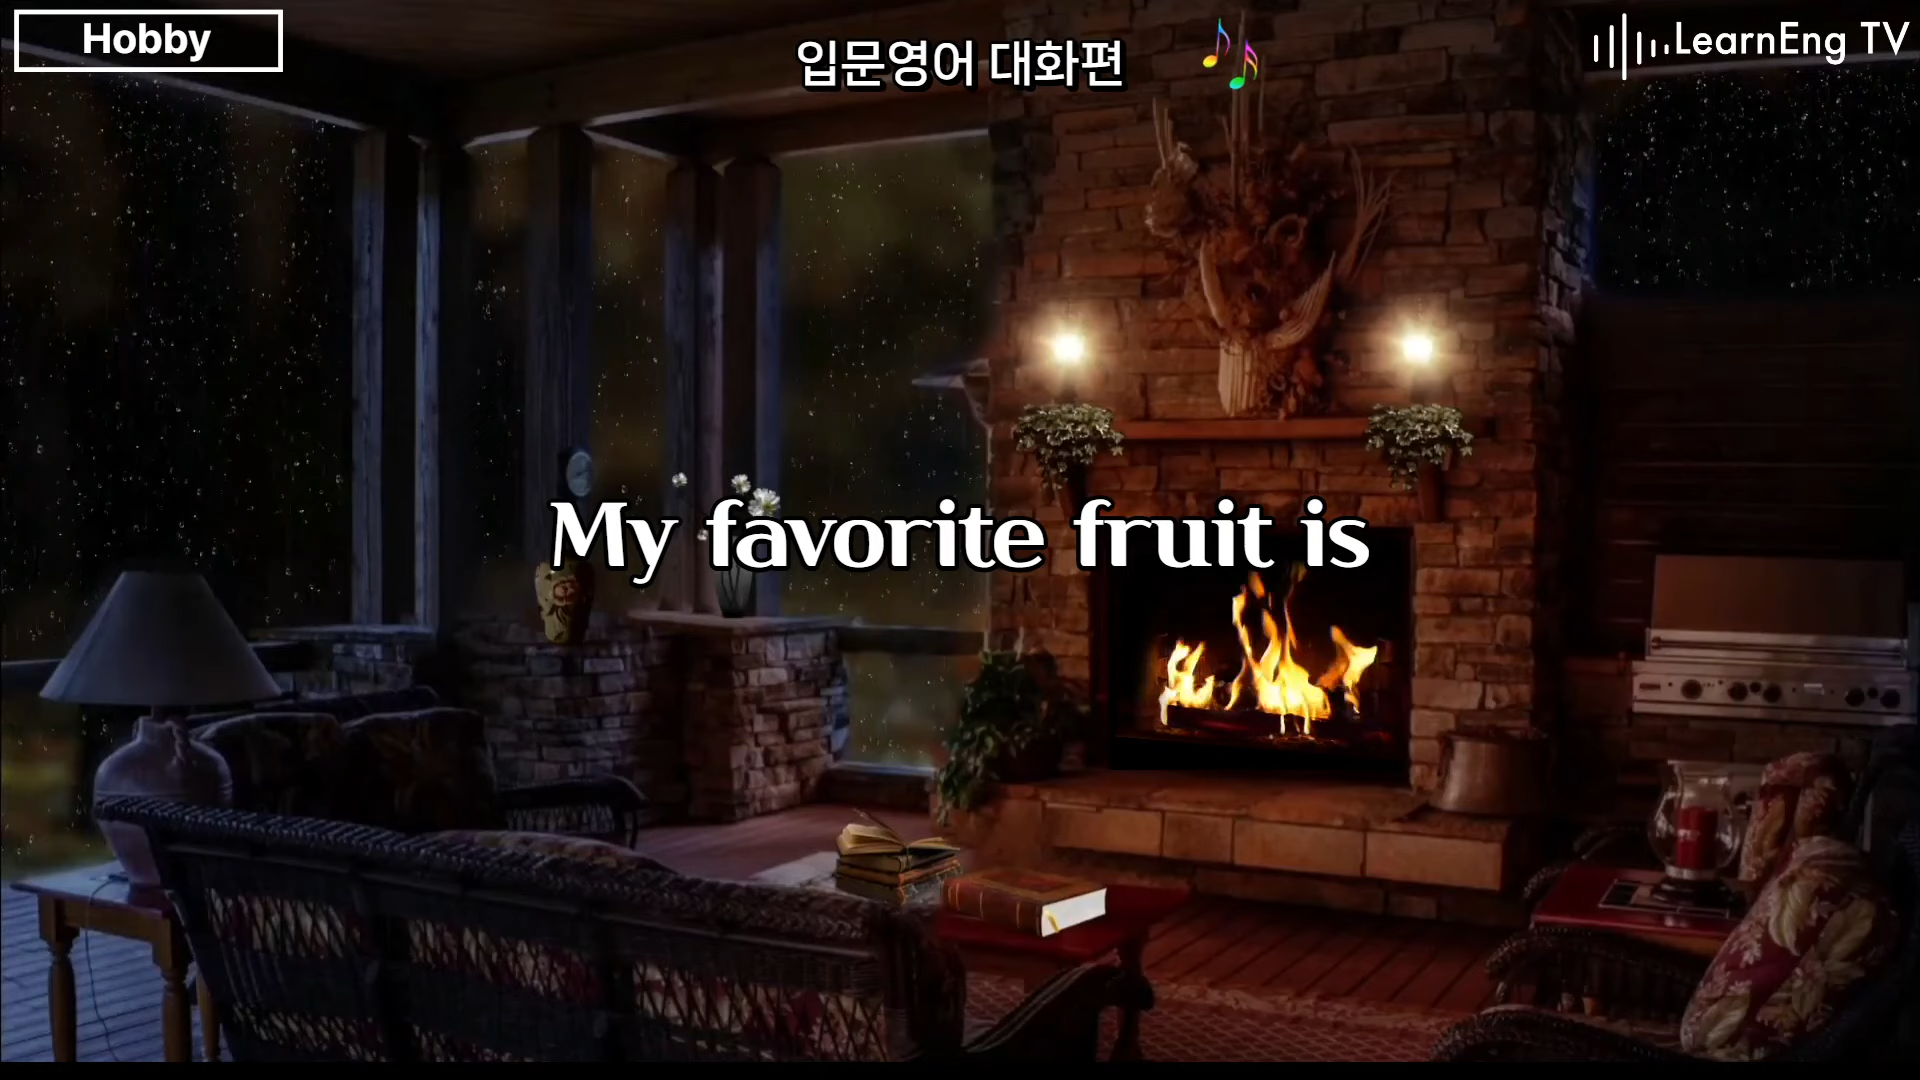 Hobby
입문영어 대화편
LearnEng TV
My favorite fruit is